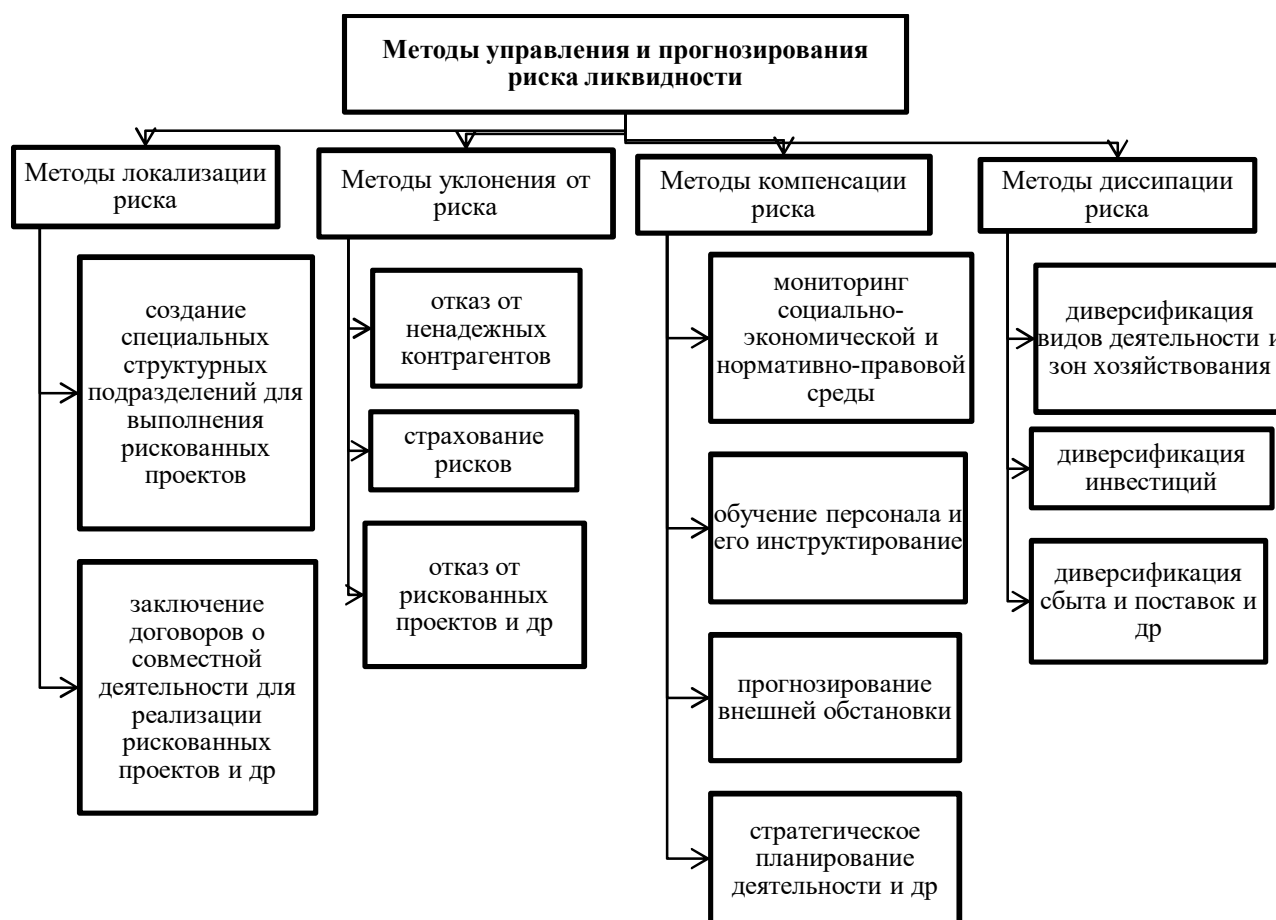 Методы управления и прогнозирования
риска ликвидности
Методы локализации
риска
создание
специальных
структурных
подразделений для
выполнения
рискованных
проектов
заключение
договоров о
совместной
деятельности для
реализации
рискованных
проектов и др
Методы уклонения от
риска
отказ от
ненадежных
контрагентов
страхование
рисков
отказ от
рискованных
проектов и др
Методы компенсации
риска
мониторинг
социально-
экономической и
нормативно-правовой
среды
обучение персонала и
его инструктирование
прогнозирование
внешней обстановки
стратегическое
планирование
деятельности и др
Методы диссипации
риска
диверсификация
видов деятельности и
зон хозяйствования
диверсификация
инвестиций
диверсификация
сбыта и поставок и
др